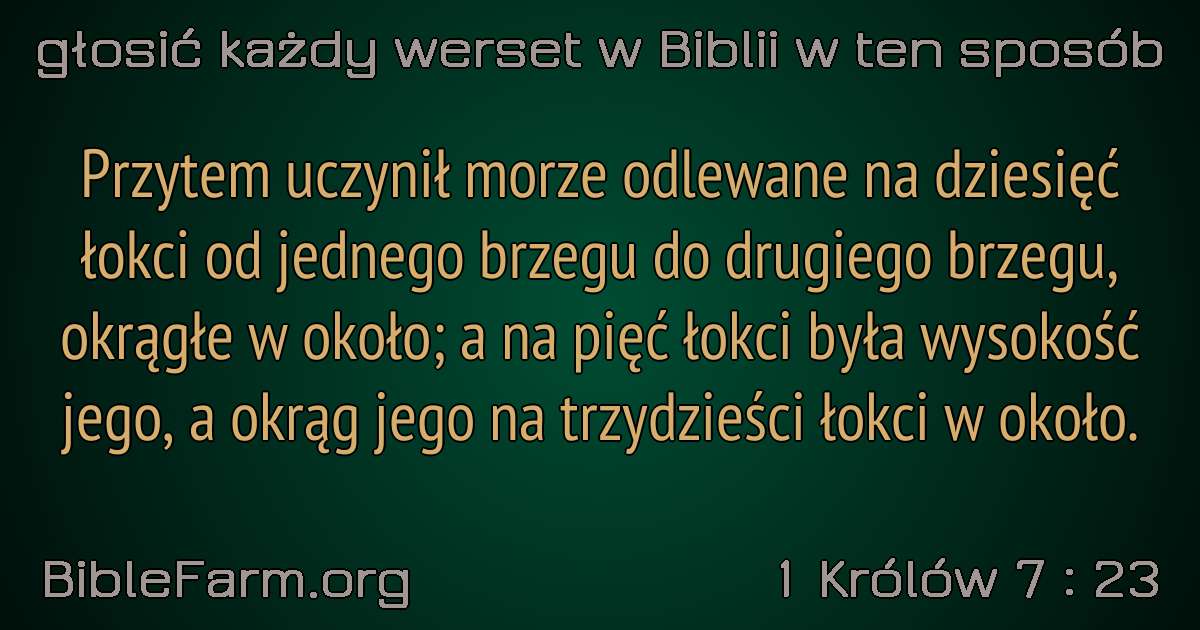 głosić każdy werset w Biblii w ten sposób
Przytem uczynił morze odlewane na dziesięć
łokci od jednego brzegu do drugiego brzegu,
okrągłe w około; a na pięć łokci była wysokość
jego, a okrąg jego na trzydzieści łokci w około.
BibleFarm.org
1 Królów 7 : 23